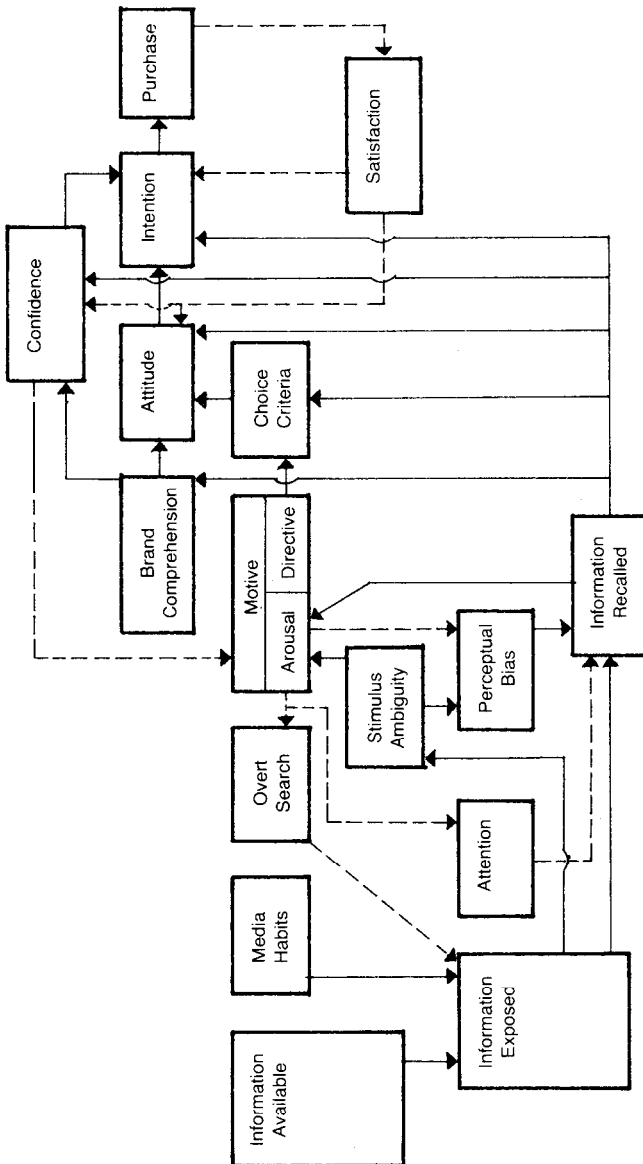 Confidence
Brand
Comprehension
Attitude
Intention
Purchase
Information
Available
Media
Habits
Overt
Search
Motive
Arousal
Directive
Choice
Criteria
Stimulus
Ambiguity
Satisfaction
Information
Exposed
Attention
Perceptual
Bias
Information
Recalled